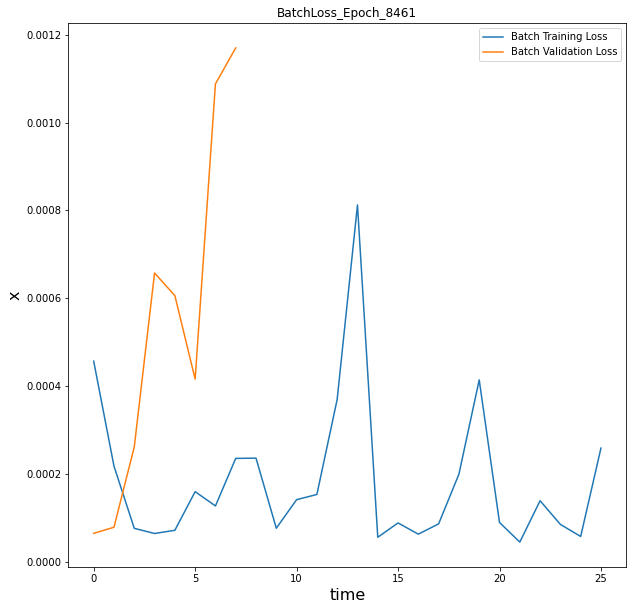 BatchLoss_Epoch_8461
Batch Training Loss
Batch Validation Loss
0.0012
0.0010
0.0008
0.0006
0.0004
0.0002
0.0000
x
0 5 10 15 20 25
time